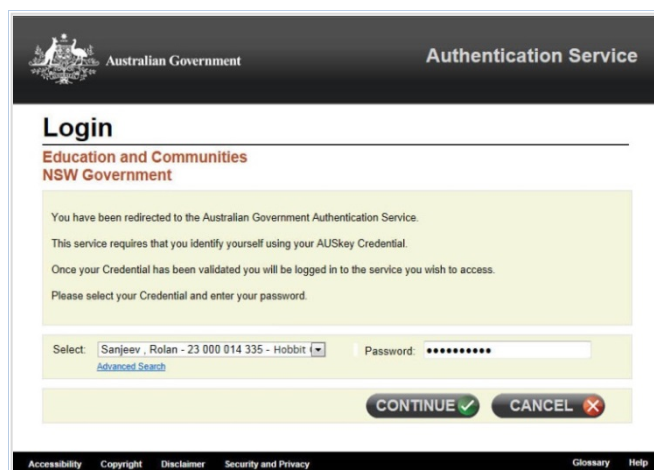 Australian Government
Authentication Service
Login
Education and Communities
NSW Government
You have been redirected to the Australian Government Authentication Service.
This service requires that you identify yourself using your AUSkey Credential.
Once your Credential has been validated you will be logged in to the service you wish to access.
Please select your Credential and enter your password.
Select: Sanjeev , Rolan - 23 000 014 335 - Hobbit Password: ••••••••••
Advanced Search
CONTINUE CANCEL
Accessibility Copyright Disclaimer Security and Privacy Glossary Help